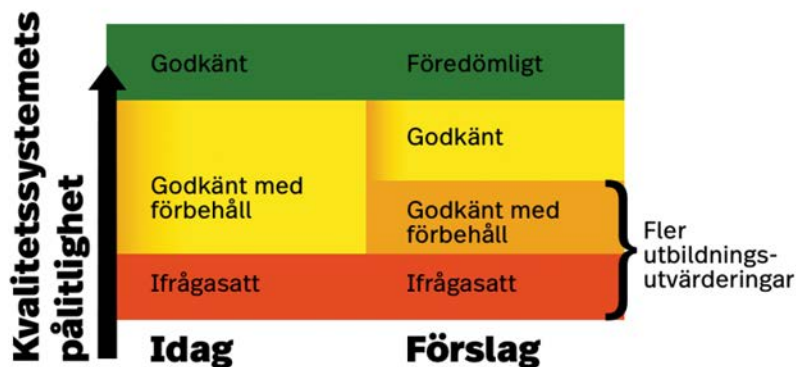 Kvalitetssystemets
pålitlighet
Godkänt
Föredömligt
Godkänt
Godkänt med
förbehåll
Godkänt med
förbehåll
Ifrågasatt
Ifrågasatt
Fler
utbildnings-
utvärderingar
Idag
Förslag